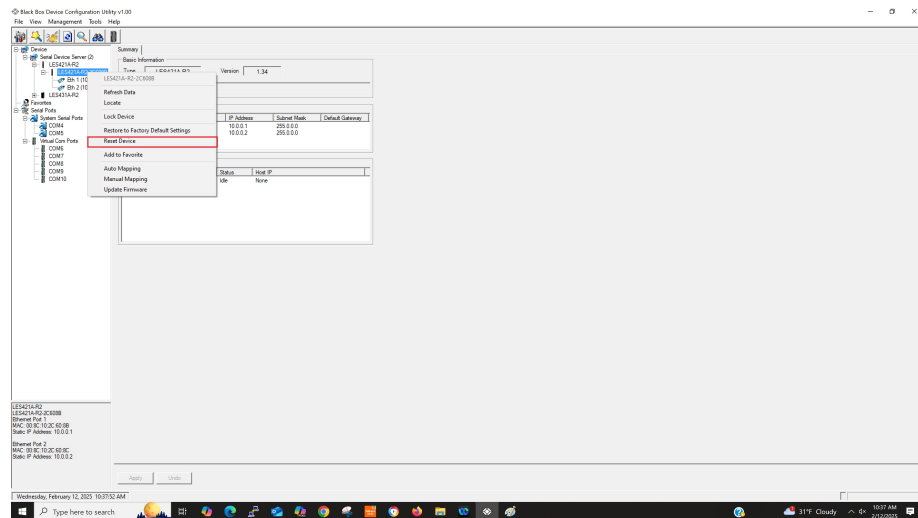 Black Box Device Configuration Utility v1.00
File View Management Tools Help
Device
Serial Device Server (2)
LES421A-R2
LES421A-R2-2C608B
Eth 1 (10
Eth 2 (10
LES431A-R2
Favorites
Serial Ports
System Serial Ports
COM4
COM5
Virtual Com Ports
COM6
COM7
COM8
COM9
COM10
LES421A-R2-2C608B
Refresh Data
Locate
Lock Device
Restore to Factory Default Settings
Reset Device
Add to Favorite
Auto Mapping
Manual Mapping
Update Firmware
Summary
Basic Information
Type LES421A-R2 Version 1.34
IP Address Subnet Mask Default Gateway
10.0.0.1 255.0.0.0
10.0.0.2 255.0.0.0
Status Host IP
Idle None
LES421A-R2
LES421A-R2-2C608B
Ethernet Port 1
MAC: 00:8C:10:2C:60:8B
Static IP Address: 10.0.0.1
Ethernet Port 2
MAC: 00:8C:10:2C:60:8C
Static IP Address: 10.0.0.2
Apply Undo
Wednesday, February 12, 2025 10:37:52 AM
Type here to search
31°F Cloudy
10:37 AM
2/12/2025